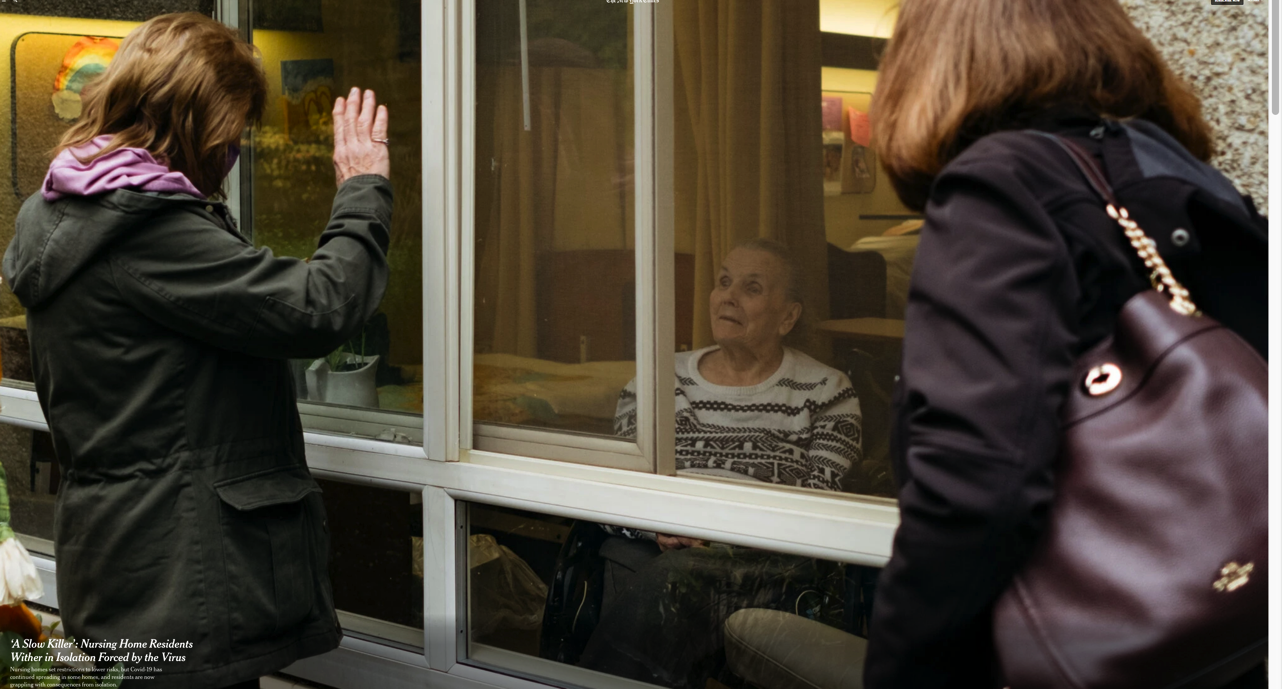 ‘A Slow Killer’: Nursing Home Residents
Wither in Isolation Forced by the Virus
Nursing homes set restrictions to lower risks, but Covid-19 has
continued spreading in some homes, and residents are now
grappling with consequences from isolation.